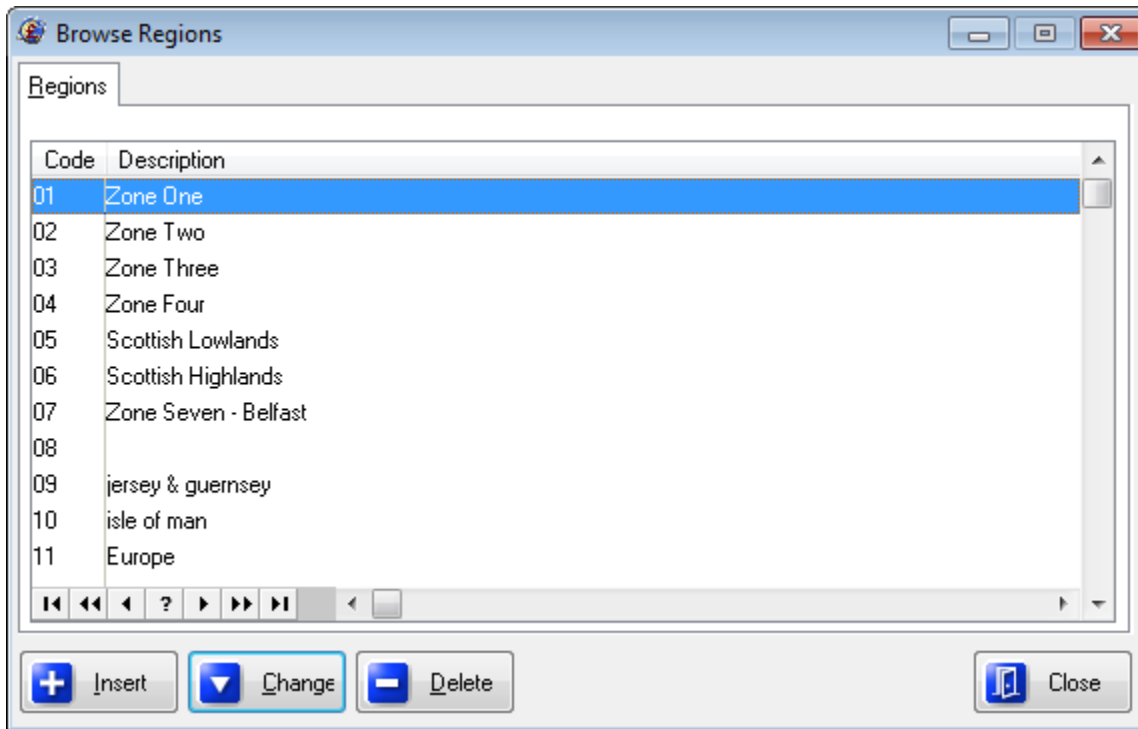 Browse Regions
Regions
Code Description
01 Zone One
02 Zone Two
03 Zone Three
04 Zone Four
05 Scottish Lowlands
06 Scottish Highlands
07 Zone Seven - Belfast
08
09 jersey & guernsey
10 isle of man
11 Europe
?
Insert Change Delete Close